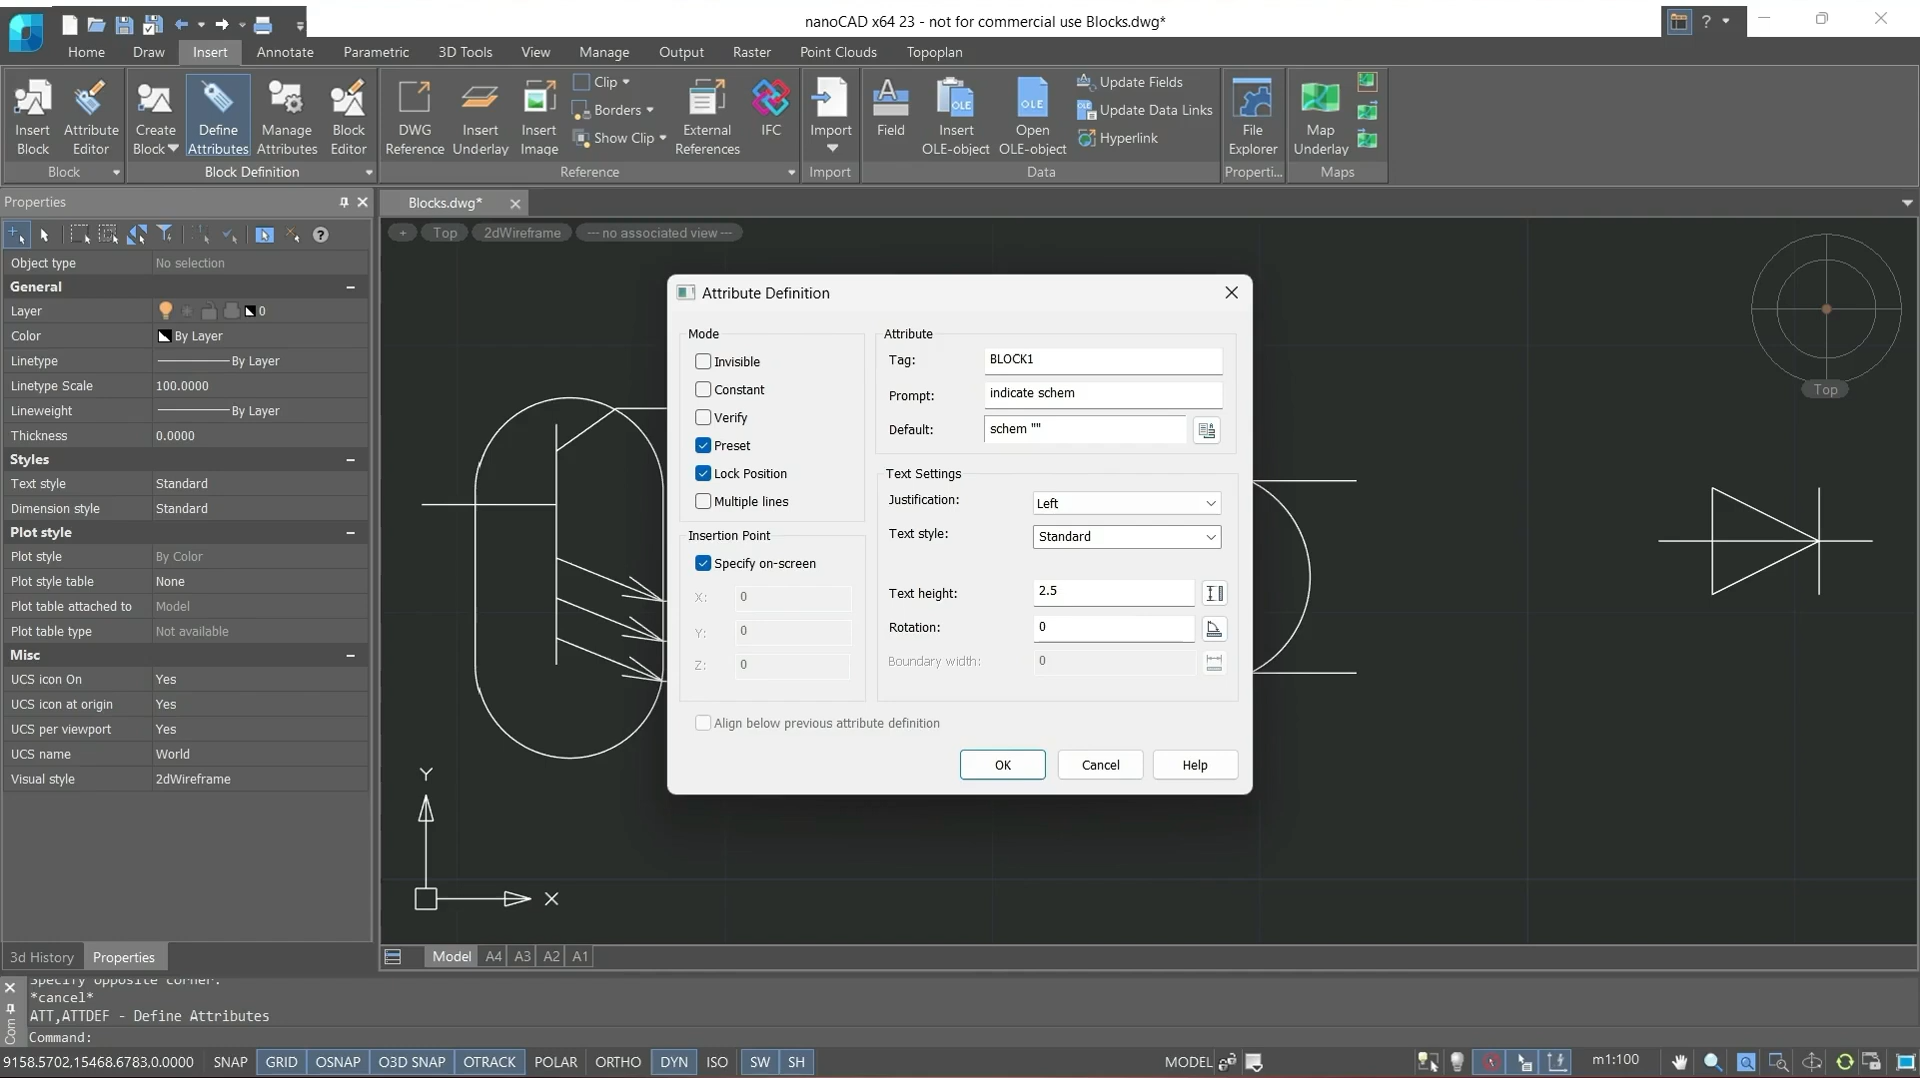 nanoCAD x64 23 - not for commercial use Blocks.dwg*
?
Home Draw Insert Annotate Parametric 3D Tools View Manage Output Raster Point Clouds Topoplan
Insert Block
Attribute Editor
Create Block
Define Attributes
Manage Attributes
Block Editor
DWG Reference
Insert Underlay
Insert Image
Clip
Borders
Show Clip
External References
IFC
Import
Field
OLE
Insert OLE-object
OLE
Open OLE-object
Update Fields
Update Data Links
Hyperlink
File Explorer
Map Underlay
Block Block Definition Reference Import Data Properti... Maps
Properties
Blocks.dwg*
+ Top 2dWireframe --- no associated view ---
Object type No selection
General
Layer 0
Color By Layer
Linetype By Layer
Linetype Scale 100.0000
Lineweight By Layer
Thickness 0.0000
Styles
Text style Standard
Dimension style Standard
Plot style
Plot style By Color
Plot style table None
Plot table attached to Model
Plot table type Not available
Misc
UCS icon On Yes
UCS icon at origin Yes
UCS per viewport Yes
UCS name World
Visual style 2dWireframe
Attribute Definition
Mode
Invisible
Constant
Verify
Preset
Lock Position
Multiple lines
Insertion Point
Specify on-screen
X: 0
Y: 0
Z: 0
Attribute
Tag: BLOCK1
Prompt: indicate schem
Default: schem ""
Text Settings
Justification: Left
Text style: Standard
Text height: 2.5
Rotation: 0
Boundary width: 0
Align below previous attribute definition
OK Cancel Help
Top
Y
X
3d History Properties
Model A4 A3 A2 A1
Specify opposite corner:
*cancel*
ATT,ATTDEF - Define Attributes
Command:
Com
9158.5702,15468.6783,0.0000 SNAP GRID OSNAP O3D SNAP OTRACK POLAR ORTHO DYN ISO SW SH MODEL m1:100